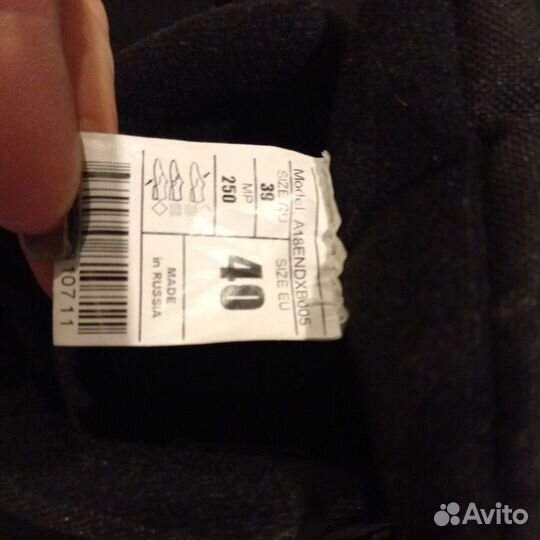 Model: A18ENDXB005
SIZE RU
SIZE EU
39
40
MP
250
MADE
in RUSSIA
10711
Avito